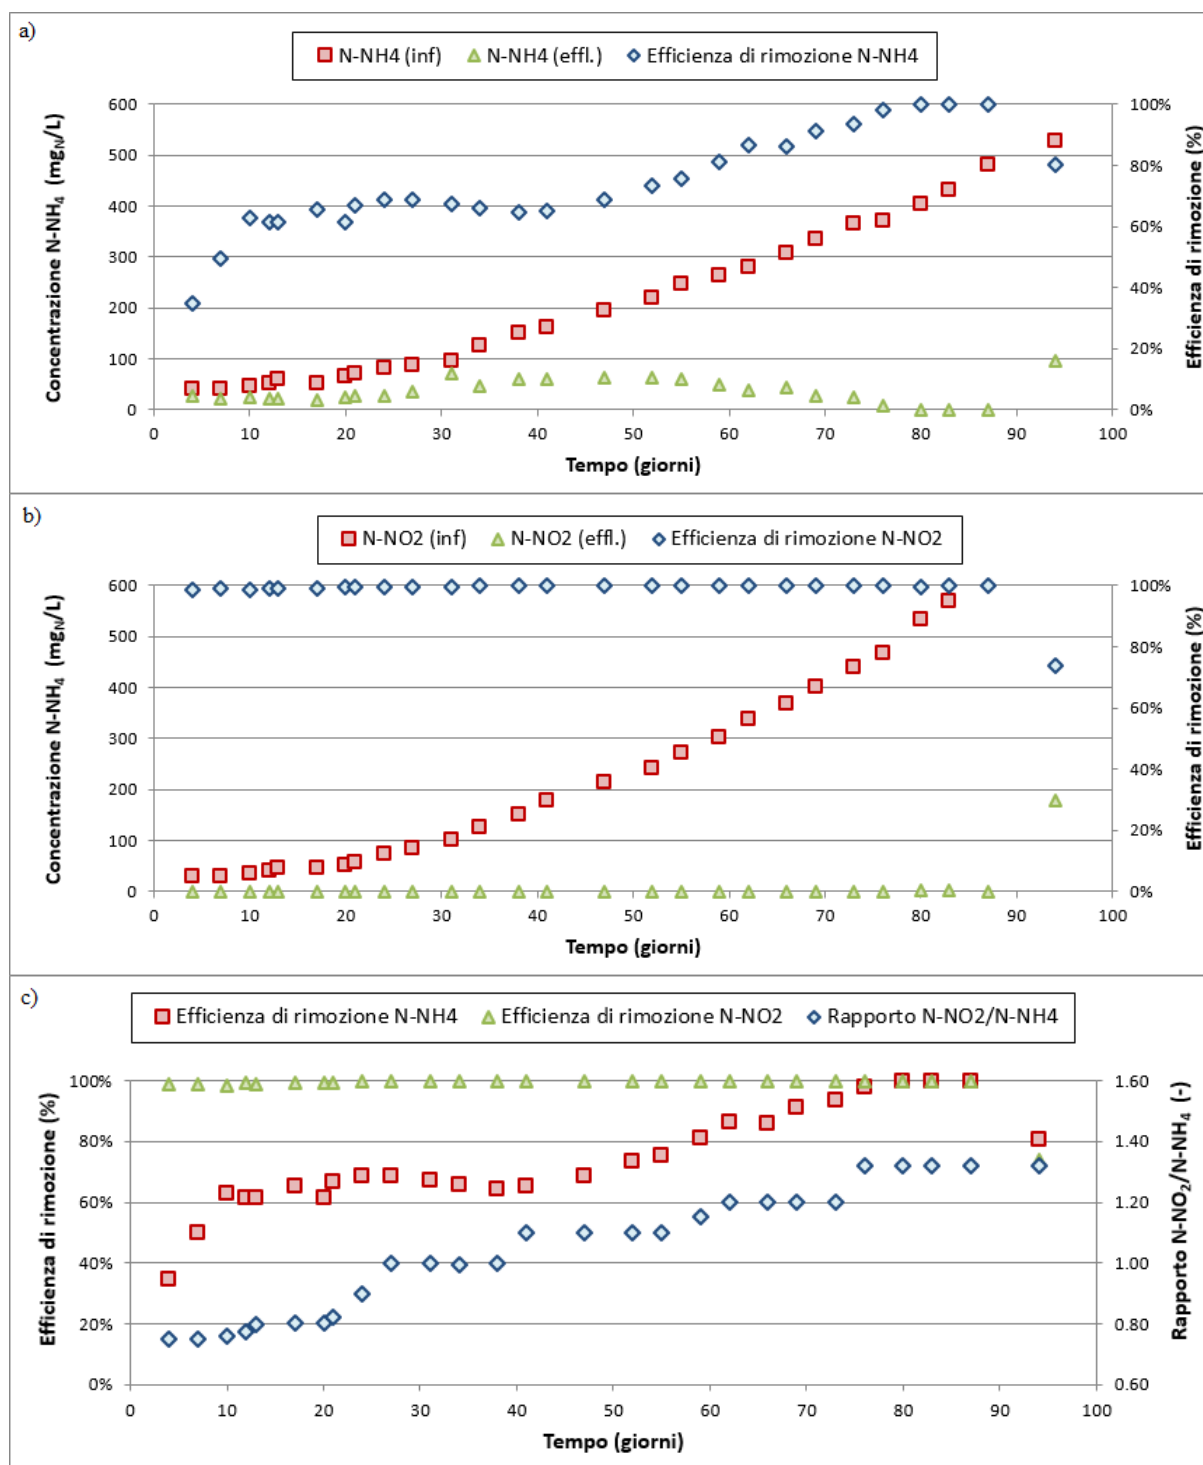 a)
N-NH4 (inf) N-NH4 (effl.) Efficienza di rimozione N-NH4
Concentrazione N-NH₄ (mg_N/L)
Efficienza di rimozione (%)
600 100%
500
80%
400
60%
300
40%
200
20%
100
0 0%
0 10 20 30 40 50 60 70 80 90 100
Tempo (giorni)
b)
N-NO2 (inf) N-NO2 (effl.) Efficienza di rimozione N-NO2
Concentrazione N-NH₄ (mg_N/L)
Efficienza di rimozione (%)
600 100%
500
80%
400
60%
300
40%
200
20%
100
0 0%
0 10 20 30 40 50 60 70 80 90 100
Tempo (giorni)
c)
Efficienza di rimozione N-NH4 Efficienza di rimozione N-NO2 Rapporto N-NO2/N-NH4
Efficienza di rimozione (%)
Rapporto N-NO₂/N-NH₄ (-)
100% 1.60
80% 1.40
60% 1.20
40% 1.00
20% 0.80
0% 0.60
0 10 20 30 40 50 60 70 80 90 100
Tempo (giorni)